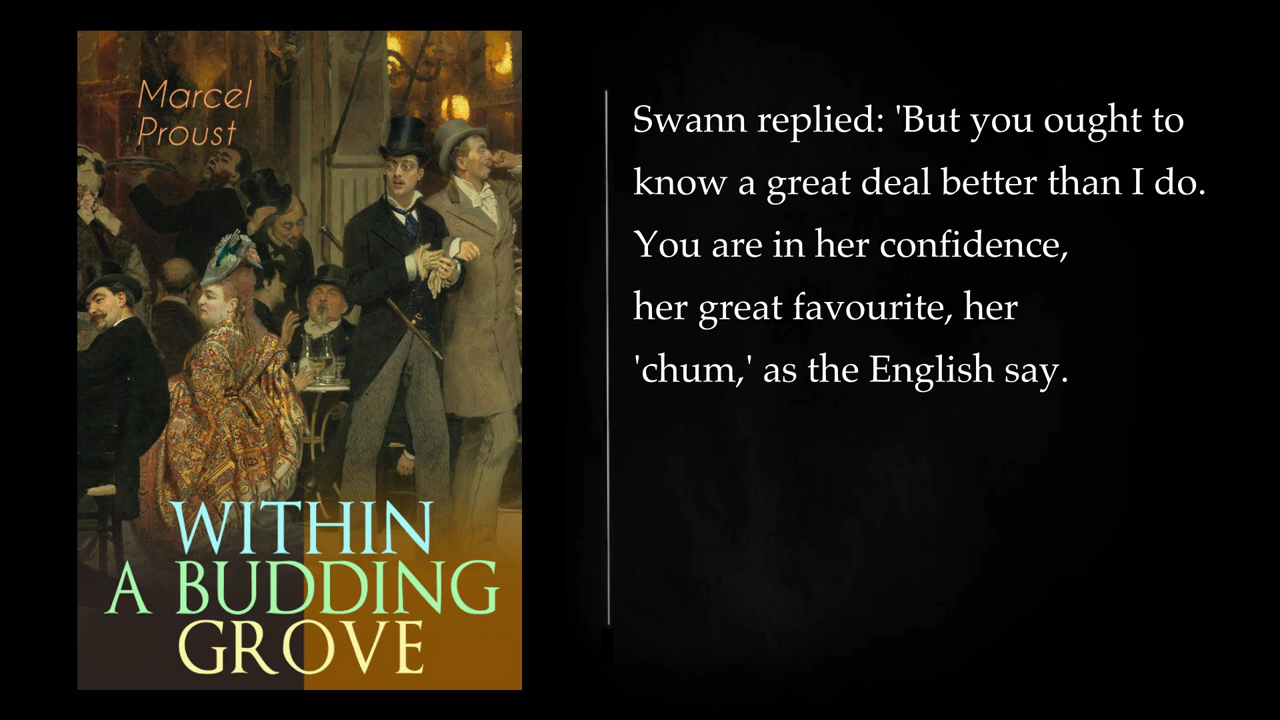 Marcel
Proust
WITHIN
A BUDDING
GROVE
Swann replied: 'But you ought to
know a great deal better than I do.
You are in her confidence,
her great favourite, her
'chum,' as the English say.